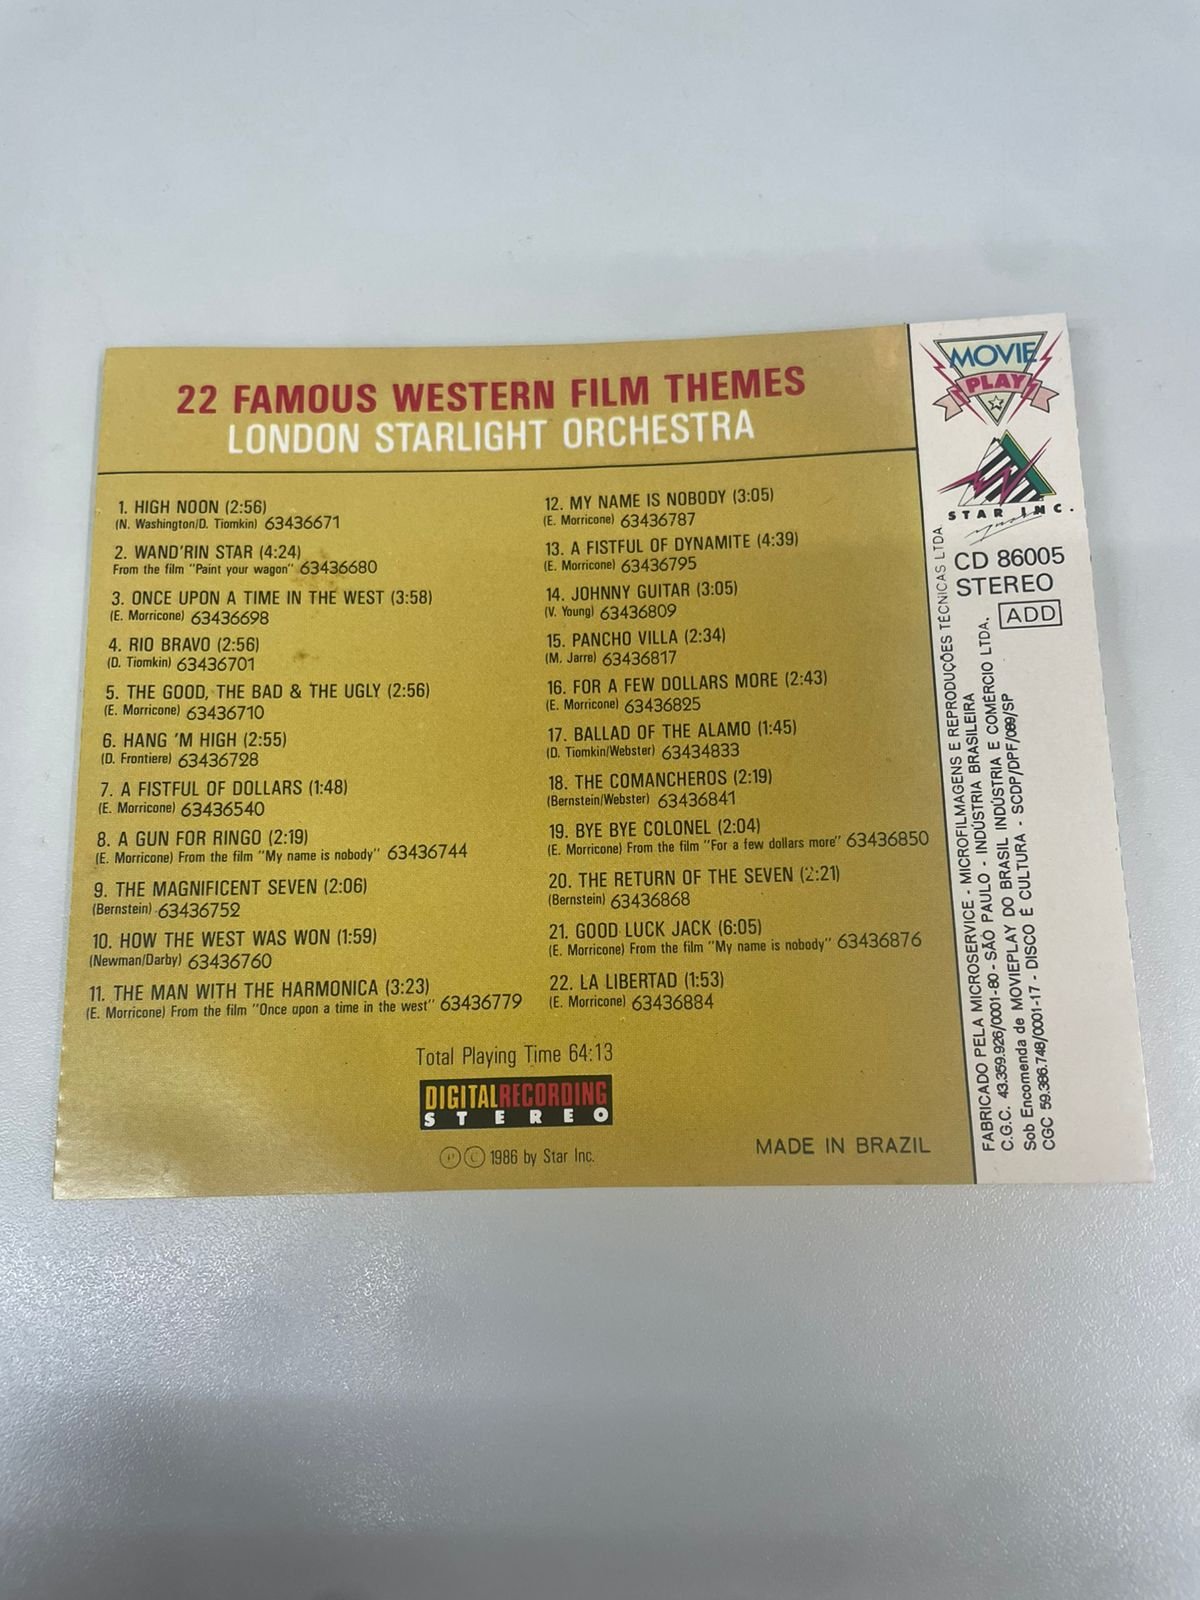 22 FAMOUS WESTERN FILM THEMES
LONDON STARLIGHT ORCHESTRA
1. HIGH NOON (2:56)
(N. Washington/D. Tiomkin) 63436671
2. WAND'RIN STAR (4:24)
From the film "Paint your wagon" 63436680
3. ONCE UPON A TIME IN THE WEST (3:58)
(E. Morricone) 63436698
4. RIO BRAVO (2:56)
(D. Tiomkin) 63436701
5. THE GOOD, THE BAD & THE UGLY (2:56)
(E. Morricone) 63436710
6. HANG 'M HIGH (2:55)
(D. Frontiere) 63436728
7. A FISTFUL OF DOLLARS (1:48)
(E. Morricone) 63436540
8. A GUN FOR RINGO (2:19)
(E. Morricone) From the film "My name is nobody" 63436744
9. THE MAGNIFICENT SEVEN (2:06)
(Bernstein) 63436752
10. HOW THE WEST WAS WON (1:59)
(Newman/Darby) 63436760
11. THE MAN WITH THE HARMONICA (3:23)
(E. Morricone) From the film "Once upon a time in the west" 63436779
12. MY NAME IS NOBODY (3:05)
(E. Morricone) 63436787
13. A FISTFUL OF DYNAMITE (4:39)
(E. Morricone) 63436795
14. JOHNNY GUITAR (3:05)
(V. Young) 63436809
15. PANCHO VILLA (2:34)
(M. Jarre) 63436817
16. FOR A FEW DOLLARS MORE (2:43)
(E. Morricone) 63436825
17. BALLAD OF THE ALAMO (1:45)
(D. Tiomkin/Webster) 63434833
18. THE COMANCHEROS (2:19)
(Bernstein/Webster) 63436841
19. BYE BYE COLONEL (2:04)
(E. Morricone) From the film "For a few dollars more" 63436850
20. THE RETURN OF THE SEVEN (2:21)
(Bernstein) 63436868
21. GOOD LUCK JACK (6:05)
(E. Morricone) From the film "My name is nobody" 63436876
22. LA LIBERTAD (1:53)
(E. Morricone) 63436884
Total Playing Time 64:13
DIGITAL RECORDING
STEREO
Ⓟ Ⓒ 1986 by Star Inc.
MADE IN BRAZIL
MOVIE
PLAY
STAR INC.
Music
CD 86005
STEREO
ADD
FABRICADO PELA MICROSERVICE - MICROFILMAGENS E REPRODUÇÕES TÉCNICAS LTDA.
C.G.C. 43.359.926/0001-80 - SÃO PAULO - INDÚSTRIA BRASILEIRA
Sob Encomenda de MOVIEPLAY DO BRASIL INDÚSTRIA E COMÉRCIO LTDA.
CGC 59.396.748/0001-17 - DISCO É CULTURA - SCDP/DPF/089/SP